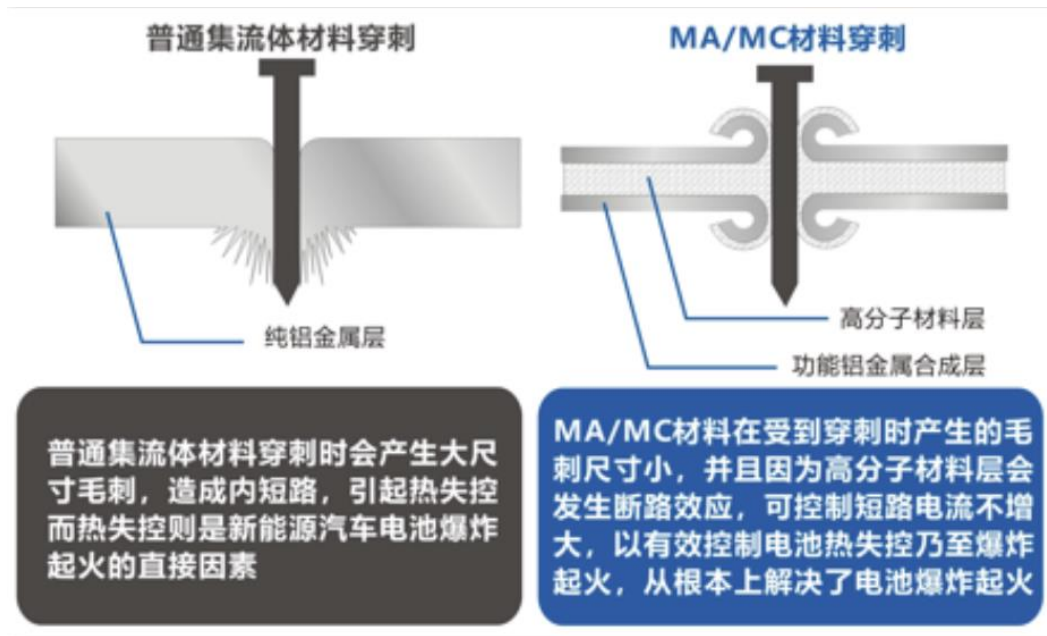 普通集流体材料穿刺
MA/MC材料穿刺
纯铝金属层
高分子材料层
功能铝金属合成层
普通集流体材料穿刺时会产生大尺
寸毛刺，造成内短路，引起热失控
而热失控则是新能源汽车电池爆炸
起火的直接因素
MA/MC材料在受到穿刺时产生的毛
刺尺寸小，并且因为高分子材料层会
发生断路效应，可控制短路电流不增
大，以有效控制电池热失控乃至爆炸
起火，从根本上解决了电池爆炸起火